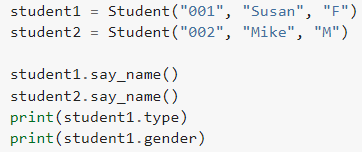 student1 = Student("001", "Susan", "F")
student2 = Student("002", "Mike", "M")
student1.say_name()
student2.say_name()
print(student1.type)
print(student1.gender)